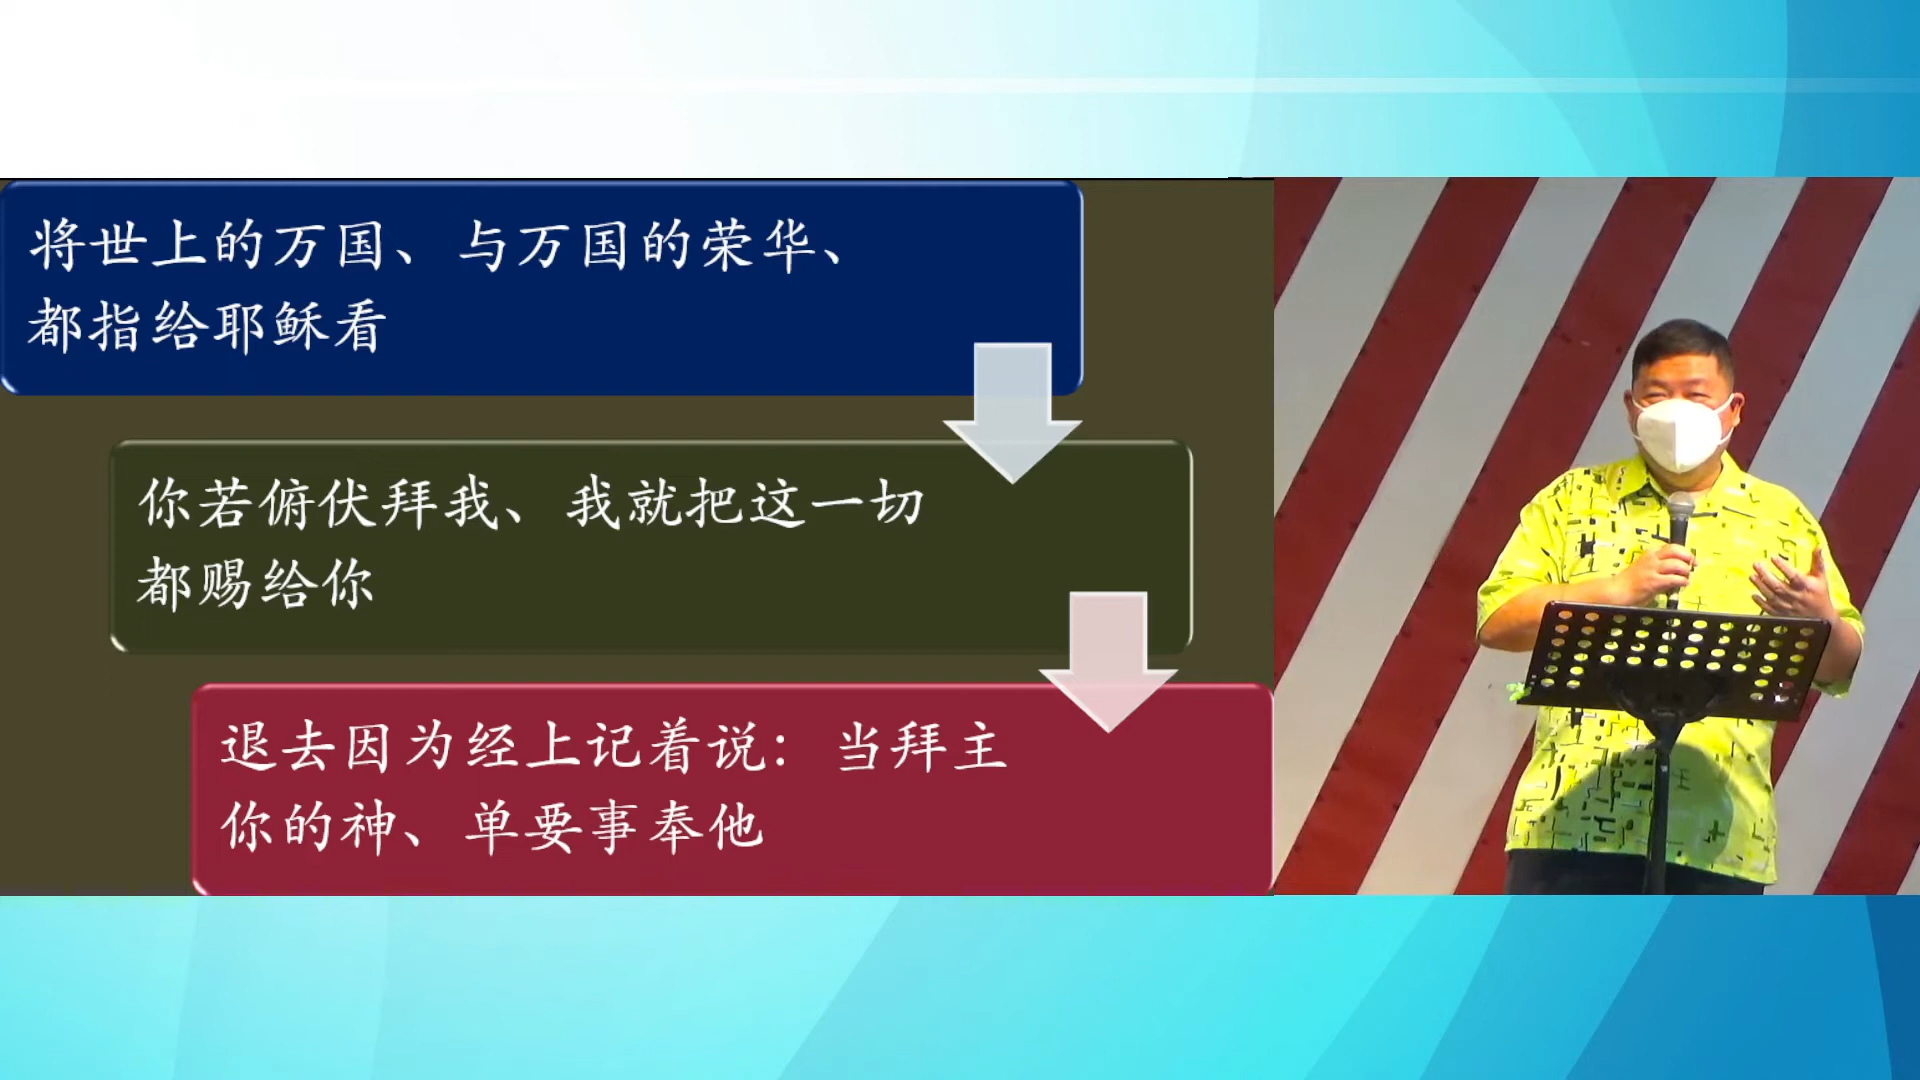 将世上的万国、与万国的荣华、
都指给耶稣看
你若俯伏拜我、我就把这一切
都赐给你
退去因为经上记着说：当拜主
你的神、单要事奉他